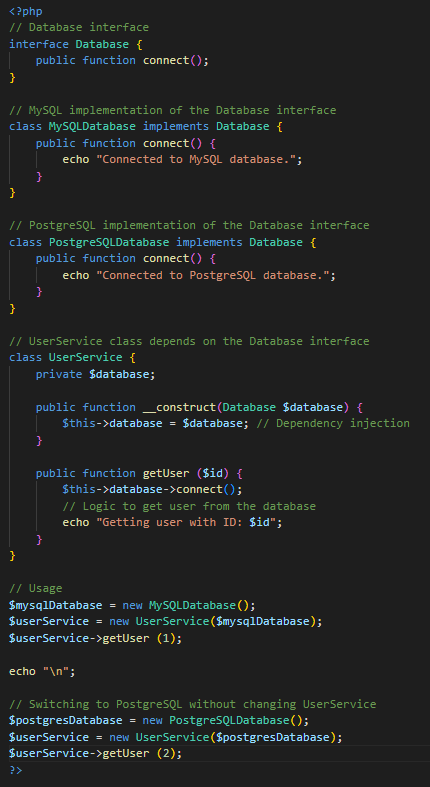 <?php
// Database interface
interface Database {
    public function connect();
}

// MySQL implementation of the Database interface
class MySQLDatabase implements Database {
    public function connect() {
        echo "Connected to MySQL database.";
    }
}

// PostgreSQL implementation of the Database interface
class PostgreSQLDatabase implements Database {
    public function connect() {
        echo "Connected to PostgreSQL database.";
    }
}

// UserService class depends on the Database interface
class UserService {
    private $database;

    public function __construct(Database $database) {
        $this->database = $database; // Dependency injection
    }

    public function getUser ($id) {
        $this->database->connect();
        // Logic to get user from the database
        echo "Getting user with ID: $id";
    }
}

// Usage
$mysqlDatabase = new MySQLDatabase();
$userService = new UserService($mysqlDatabase);
$userService->getUser (1);

echo "\n";

// Switching to PostgreSQL without changing UserService
$postgresDatabase = new PostgreSQLDatabase();
$userService = new UserService($postgresDatabase);
$userService->getUser (2);
?>